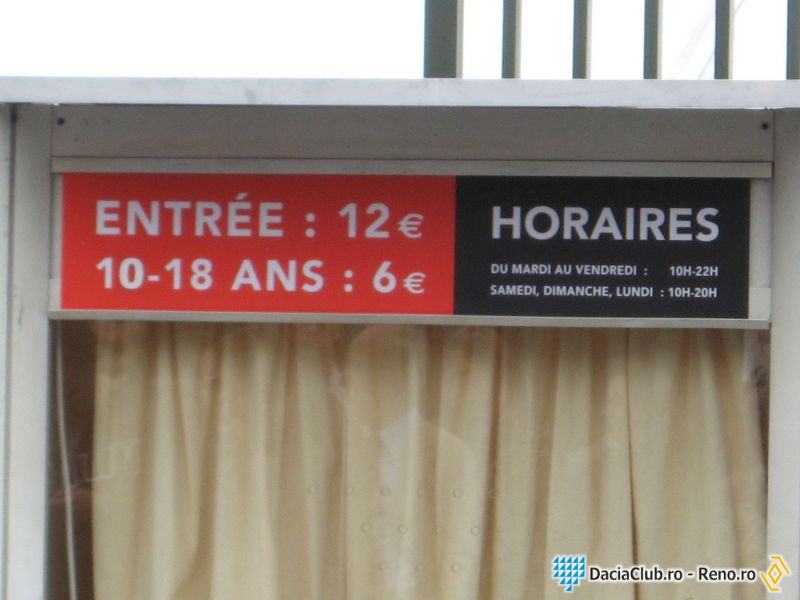 ENTRÉE : 12€
10-18 ANS : 6€
HORAIRES
DU MARDI AU VENDREDI : 10H-22H
SAMEDI, DIMANCHE, LUNDI : 10H-20H
DaciaClub.ro - Reno.ro